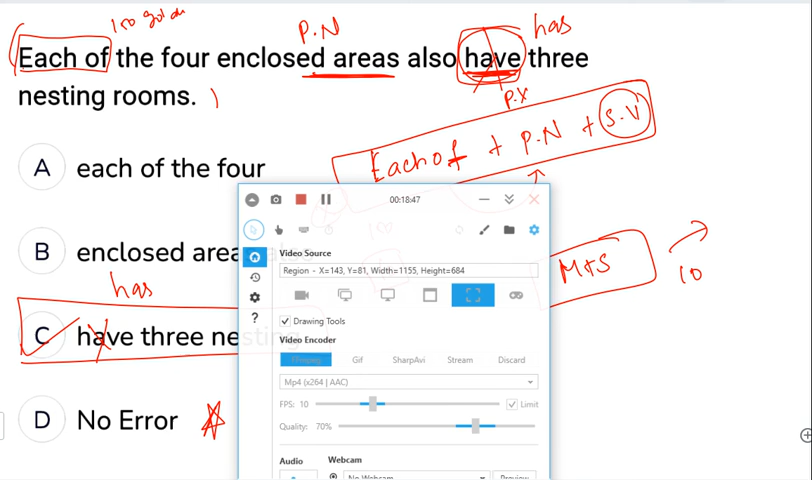 P.N
has
Each of the four enclosed areas also have three
nesting rooms.
P.X
Each of + P.N + S.V
A each of the four
B enclosed area
has
C have three ne
D No Error
M+S
10
00:18:47
Video Source
Region - X=143, Y=81, Width=1155, Height=684
Drawing Tools
Video Encoder
FFmpeg Gif SharpAvi Stream Discard
Mp4 (x264 | AAC)
FPS: 10 Limit
Quality: 70%
Audio Webcam
No Webcam Preview